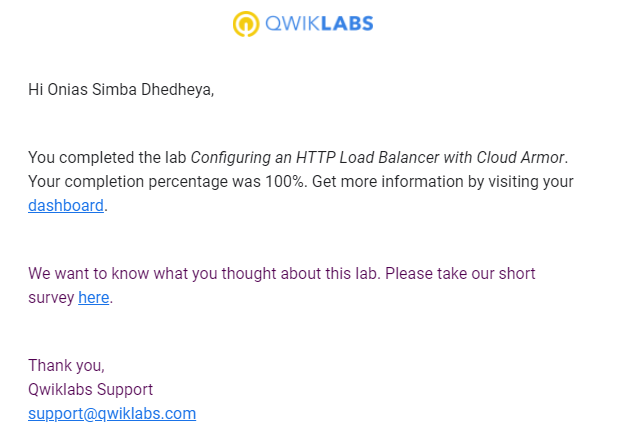 QWIKLABS
Hi Onias Simba Dhedheya,
You completed the lab Configuring an HTTP Load Balancer with Cloud Armor.
Your completion percentage was 100%. Get more information by visiting your
dashboard.
We want to know what you thought about this lab. Please take our short
survey here.
Thank you,
Qwiklabs Support
support@qwiklabs.com